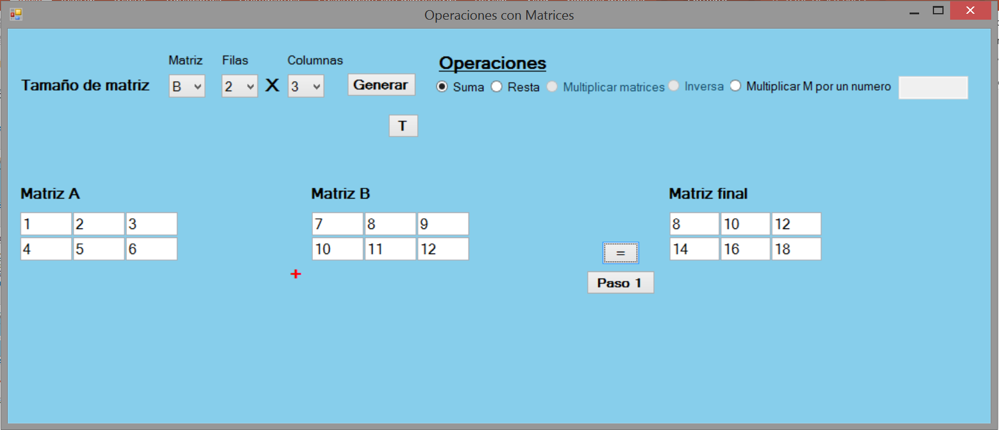 Operaciones con Matrices
Matriz Filas Columnas
Tamaño de matriz B 2 X 3 Generar
T
Operaciones
Suma Resta Multiplicar matrices Inversa Multiplicar M por un numero
Matriz A
1 2 3
4 5 6
+
Matriz B
7 8 9
10 11 12
=
Paso 1
Matriz final
8 10 12
14 16 18